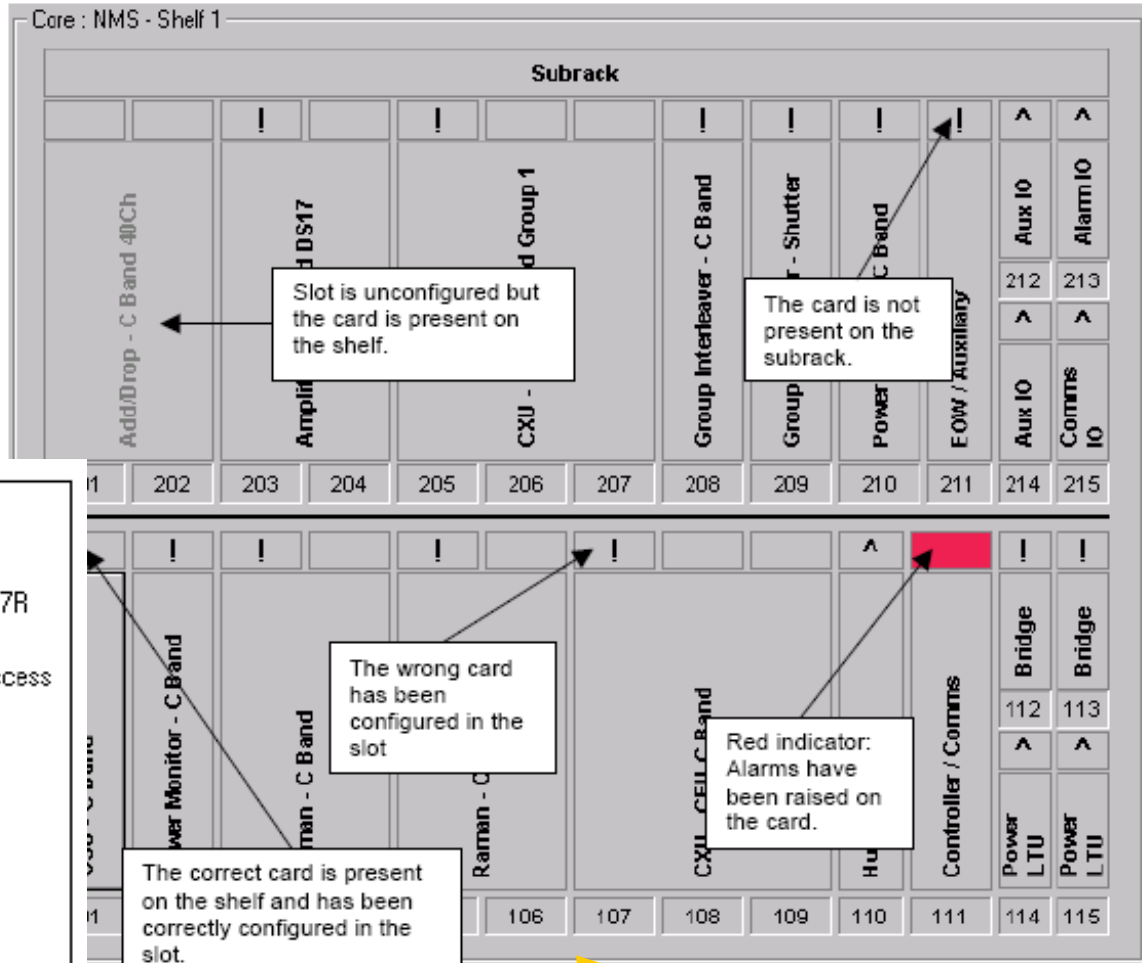 Core : NMS - Shelf 1
Subrack
! ! ! ! ! ! ^ ^
Add/Drop - C Band 40Ch
Amplif
d DS17
CXU -
d Group 1
Group Interleaver - C Band
Group
r - Shutter
Power
C Band
EOW / Auxiliary
Aux IO
Alarm IO
212 213
^ ^
Aux IO
Comms
IO
Slot is unconfigured but
the card is present on
the shelf.
The card is not
present on the
subrack.
202 203 204 205 206 207 208 209 210 211 214 215
! ! ! ! ^ ! !
7R
cess
wer Monitor - C Band
man - C Band
Raman - C
CXU - CEU C Band
Hu
Controller / Comms
Bridge
Bridge
112 113
^ ^
Power
LTU
Power
LTU
The wrong card
has been
configured in the
slot
Red indicator:
Alarms have
been raised on
the card.
The correct card is present
on the shelf and has been
correctly configured in the
slot.
106 107 108 109 110 111 114 115